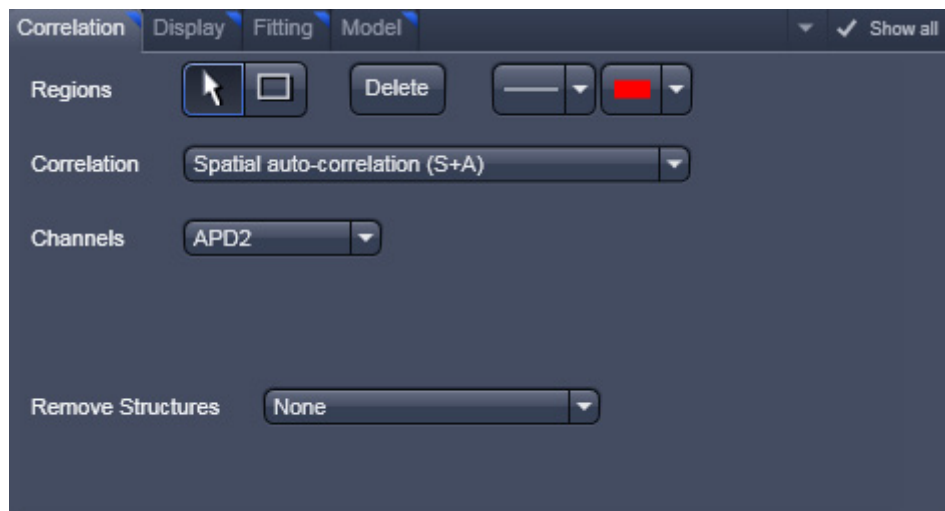 Correlation Display Fitting Model Show all
Regions Delete
Correlation Spatial auto-correlation (S+A)
Channels APD2
Remove Structures None